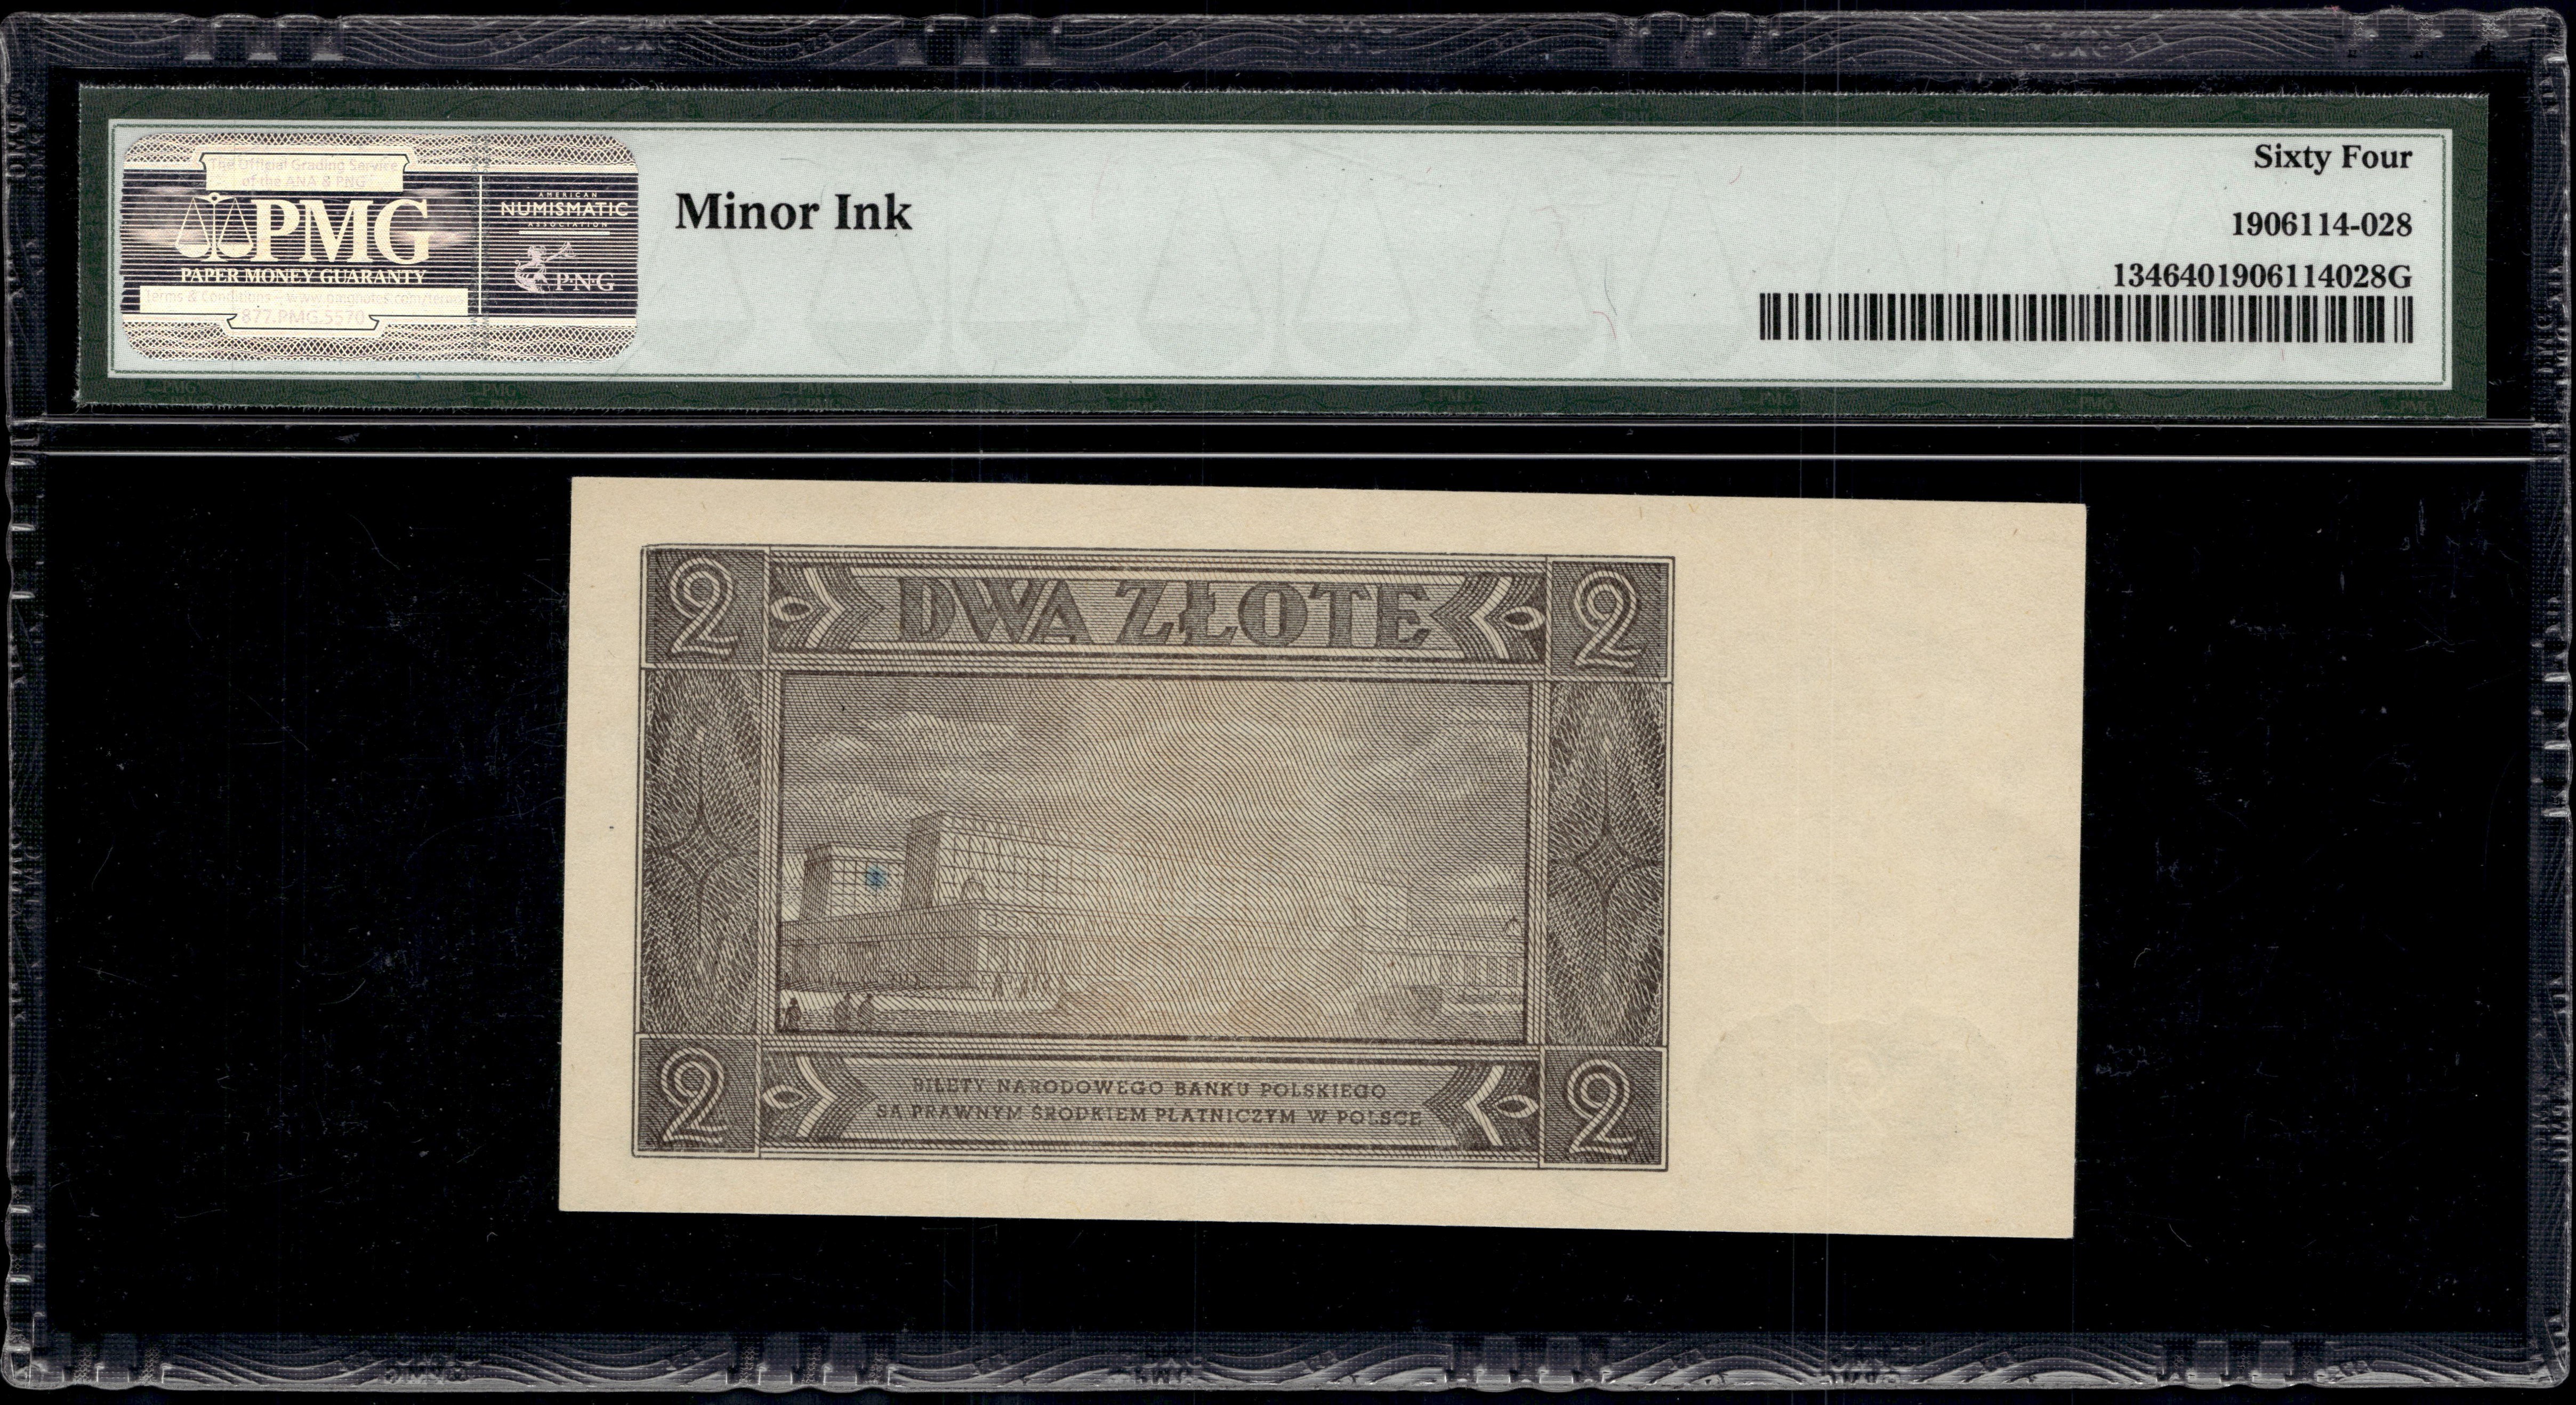 The Official Grading Service
of the ANA & PNG
PMG
PAPER MONEY GUARANTY
Terms & Conditions - www.pmgnotes.com/terms
877.PMG.5570
AMERICAN
NUMISMATIC
ASSOCIATION
P·N·G
Minor Ink
Sixty Four
1906114-028
1346401906114028G
2 DWA ZŁOTE 2
2 BILETY NARODOWEGO BANKU POLSKIEGO 2
SĄ PRAWNYM ŚRODKIEM PŁATNICZYM W POLSCE